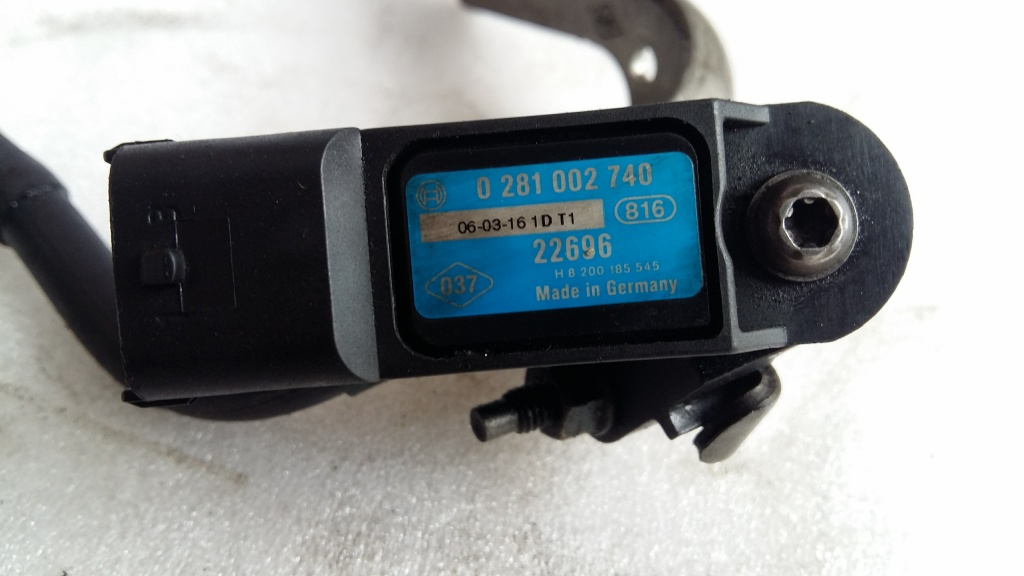 0 281 002 740
06-03-16 1D T1
816
22696
H 8 200 185 545
037
Made in Germany
3